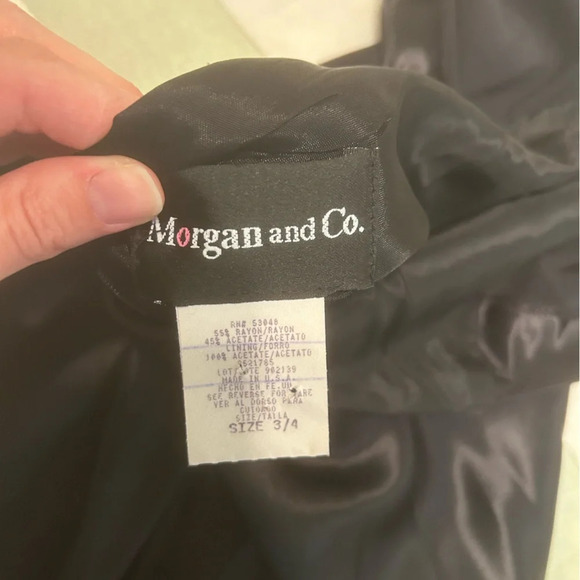 Morgan and Co.
RN# 53048
55% RAYON/RAYON
45% ACETATE/ACETATO
LINING/FORRO
100% ACETATE/ACETATO
9521785
LOT/LOTE 902139
MADE IN U.S.A.
HECHO EN EE.UU
SEE REVERSE FOR CARE
VER AL DORSO PARA
CUIDADO
SIZE/TALLA
SIZE 3/4